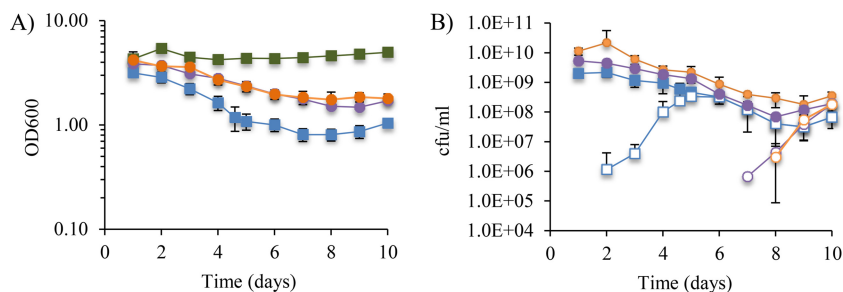 A)
10.00
1.00
0.10
OD600
0 2 4 6 8 10
Time (days)
B)
1.0E+11
1.0E+10
1.0E+09
1.0E+08
1.0E+07
1.0E+06
1.0E+05
1.0E+04
cfu/ml
0 2 4 6 8 10
Time (days)